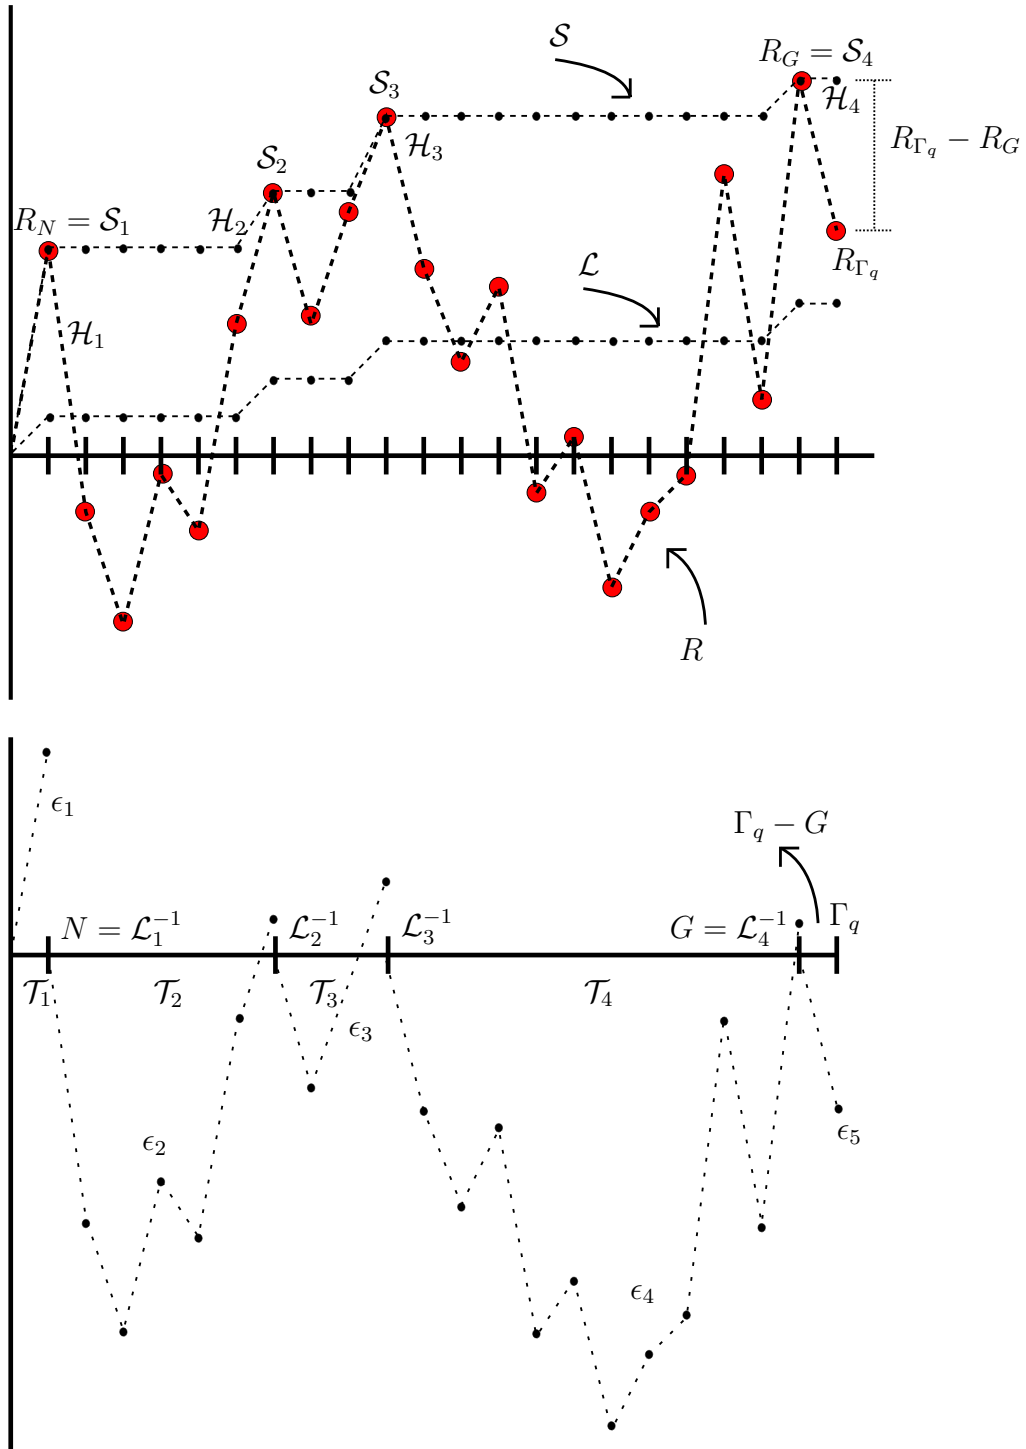 𝒮
R_G = 𝒮_4
𝒮_3
ℋ_4
R_{Γ_q} − R_G
ℋ_3
𝒮_2
R_N = 𝒮_1
ℋ_2
ℒ
R_{Γ_q}
ℋ_1
R
ϵ_1
Γ_q − G
N = ℒ_1^{−1}
ℒ_2^{−1}
ℒ_3^{−1}
G = ℒ_4^{−1}
Γ_q
𝒯_1
𝒯_2
𝒯_3
𝒯_4
ϵ_3
ϵ_2
ϵ_5
ϵ_4